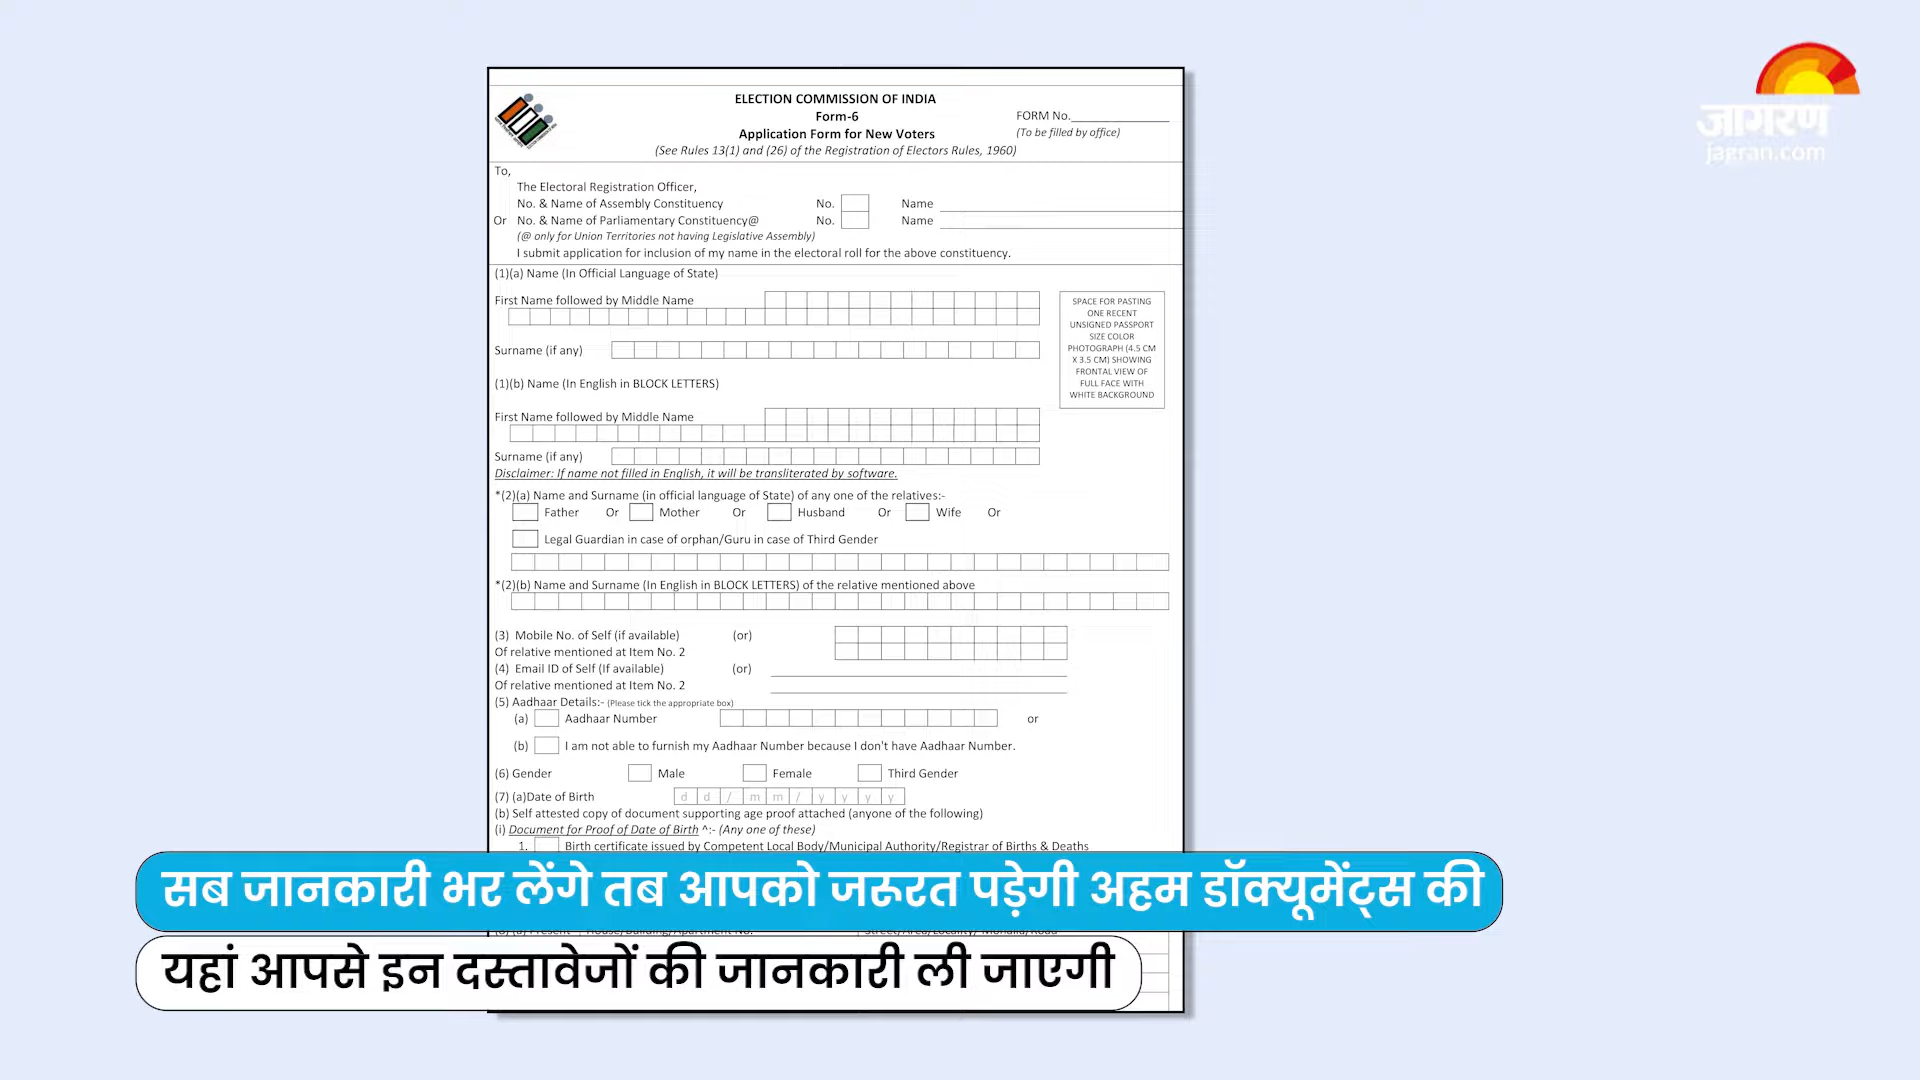 जागरण
jagran.com
ELECTION COMMISSION OF INDIA
Form-6
Application Form for New Voters
(See Rules 13(1) and (26) of the Registration of Electors Rules, 1960)
FORM No.
(To be filled by office)
To,
The Electoral Registration Officer,
No. & Name of Assembly Constituency No. Name
Or No. & Name of Parliamentary Constituency@ No. Name
(@ only for Union Territories not having Legislative Assembly)
I submit application for inclusion of my name in the electoral roll for the above constituency.
(1)(a) Name (In Official Language of State)
First Name followed by Middle Name
Surname (if any)
SPACE FOR PASTING
ONE RECENT
UNSIGNED PASSPORT
SIZE COLOR
PHOTOGRAPH (4.5 CM
X 3.5 CM) SHOWING
FRONTAL VIEW OF
FULL FACE WITH
WHITE BACKGROUND
(1)(b) Name (In English in BLOCK LETTERS)
First Name followed by Middle Name
Surname (if any)
Disclaimer: If name not filled in English, it will be transliterated by software.
*(2)(a) Name and Surname (in official language of State) of any one of the relatives:-
Father Or Mother Or Husband Or Wife Or
Legal Guardian in case of orphan/Guru in case of Third Gender
*(2)(b) Name and Surname (In English in BLOCK LETTERS) of the relative mentioned above
(3) Mobile No. of Self (if available) (or)
Of relative mentioned at Item No. 2
(4) Email ID of Self (If available) (or)
Of relative mentioned at Item No. 2
(5) Aadhaar Details:- (Please tick the appropriate box)
(a) Aadhaar Number or
(b) I am not able to furnish my Aadhaar Number because I don't have Aadhaar Number.
(6) Gender Male Female Third Gender
(7) (a)Date of Birth d d / m m / y y y y
(b) Self attested copy of document supporting age proof attached (anyone of the following)
(i) Document for Proof of Date of Birth ^:- (Any one of these)
1. Birth certificate issued by Competent Local Body/Municipal Authority/Registrar of Births & Deaths
सब जानकारी भर लेंगे तब आपको जरूरत पड़ेगी अहम डॉक्यूमेंट्स की
यहां आपसे इन दस्तावेजों की जानकारी ली जाएगी